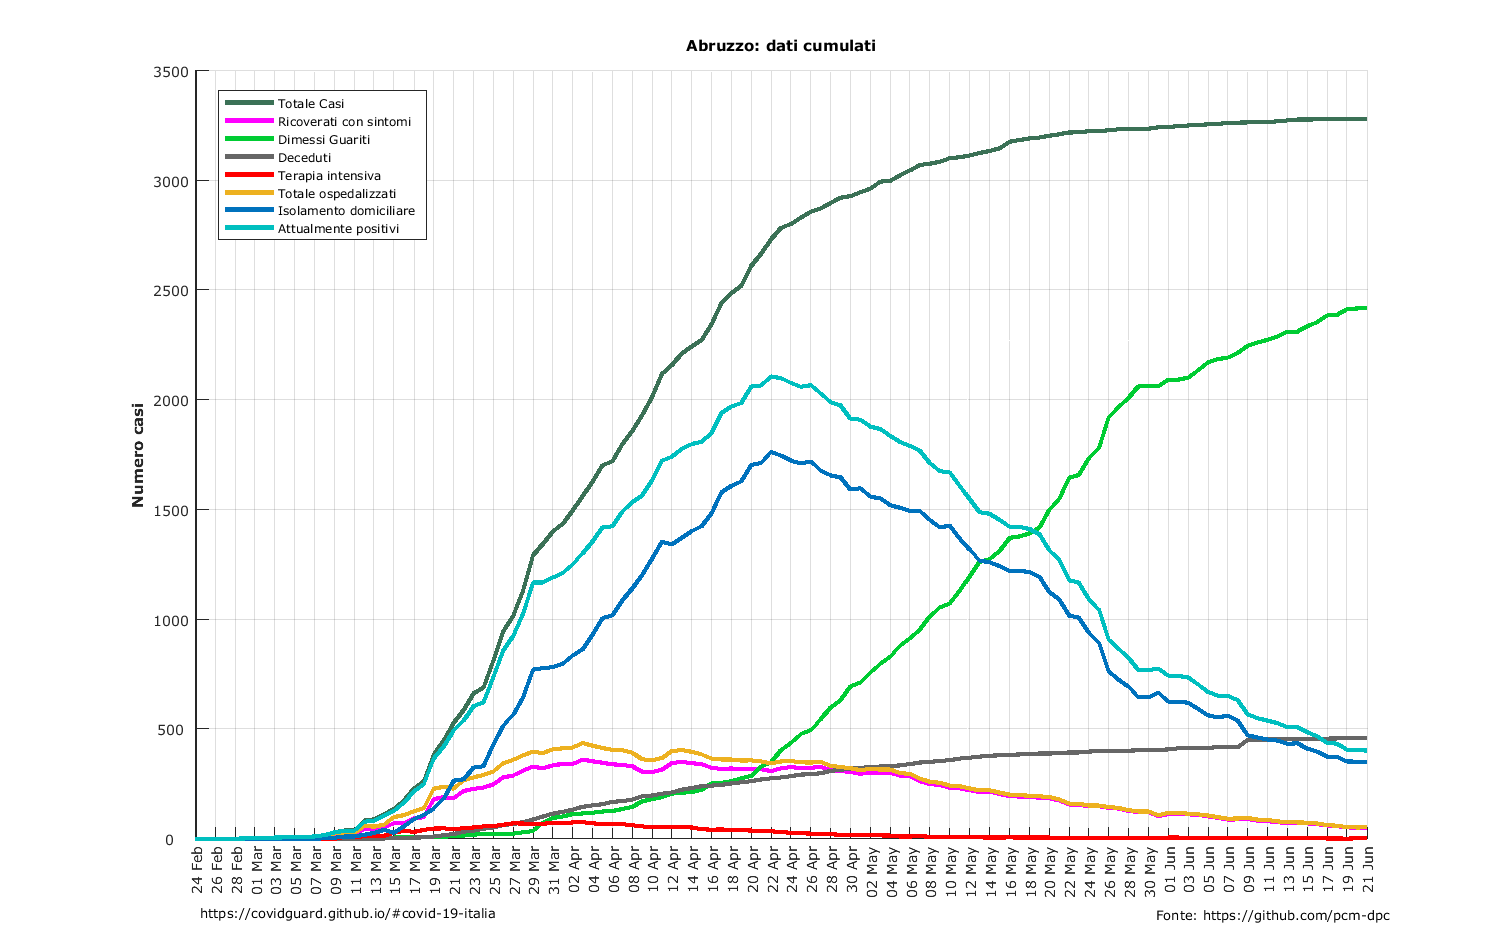 Abruzzo: dati cumulati
3500
3000
2500
2000
1500
1000
500
0
Numero casi
Totale Casi
Ricoverati con sintomi
Dimessi Guariti
Deceduti
Terapia intensiva
Totale ospedalizzati
Isolamento domiciliare
Attualmente positivi
24 Feb
26 Feb
28 Feb
01 Mar
03 Mar
05 Mar
07 Mar
09 Mar
11 Mar
13 Mar
15 Mar
17 Mar
19 Mar
21 Mar
23 Mar
25 Mar
27 Mar
29 Mar
31 Mar
02 Apr
04 Apr
06 Apr
08 Apr
10 Apr
12 Apr
14 Apr
16 Apr
18 Apr
20 Apr
22 Apr
24 Apr
26 Apr
28 Apr
30 Apr
02 May
04 May
06 May
08 May
10 May
12 May
14 May
16 May
18 May
20 May
22 May
24 May
26 May
28 May
30 May
01 Jun
03 Jun
05 Jun
07 Jun
09 Jun
11 Jun
13 Jun
15 Jun
17 Jun
19 Jun
21 Jun
https://covidguard.github.io/#covid-19-italia
Fonte: https://github.com/pcm-dpc